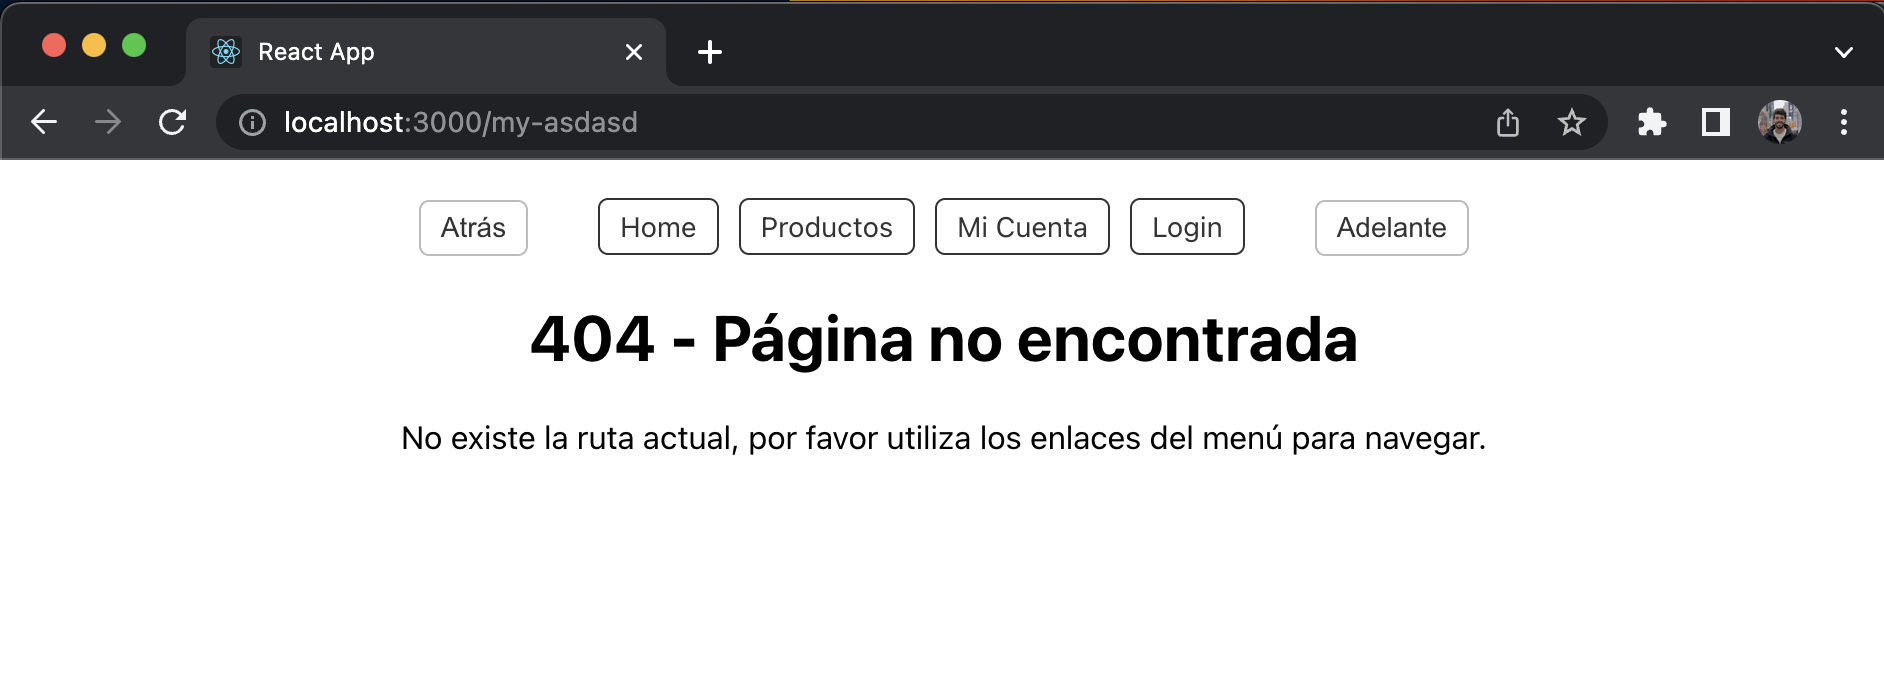 React App
localhost:3000/my-asdasd
Atrás Home Productos Mi Cuenta Login Adelante
404 - Página no encontrada
No existe la ruta actual, por favor utiliza los enlaces del menú para navegar.